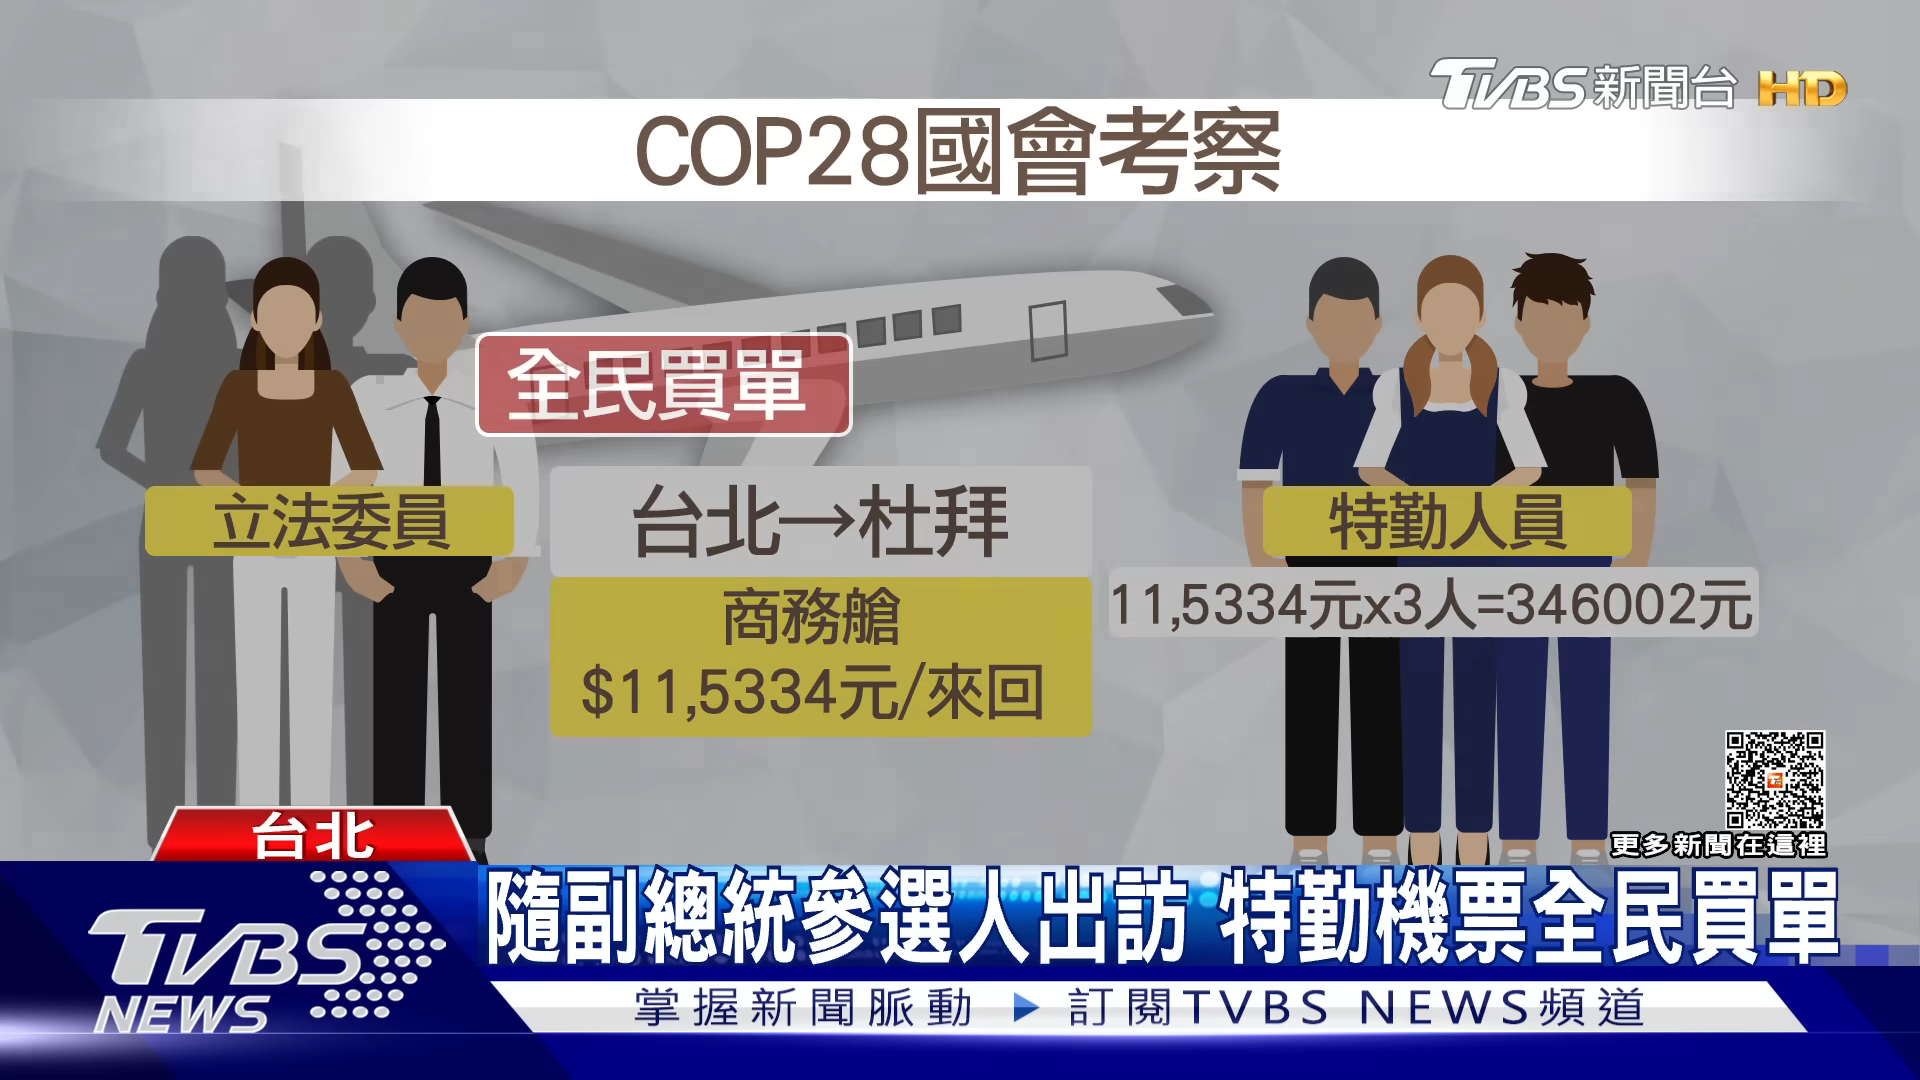 TVBS新聞台 HD
COP28國會考察
全民買單
立法委員
台北→杜拜
商務艙
$11,5334元/來回
特勤人員
11,5334元x3人=346002元
更多新聞在這裡
台北
隨副總統參選人出訪 特勤機票全民買單
TVBS
NEWS
掌握新聞脈動 ▶ 訂閱TVBS NEWS頻道